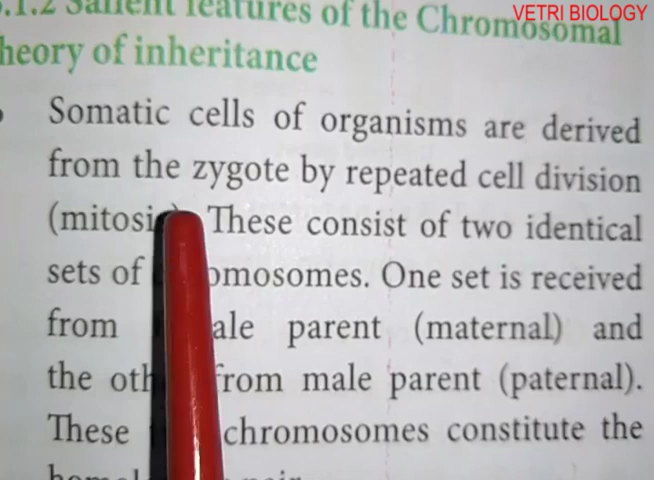 VETRI BIOLOGY
.1.2 Salient features of the Chromosomal
heory of inheritance
Somatic cells of organisms are derived
from the zygote by repeated cell division
(mitosi These consist of two identical
sets of omosomes. One set is received
from ale parent (maternal) and
the oth from male parent (paternal).
These chromosomes constitute the